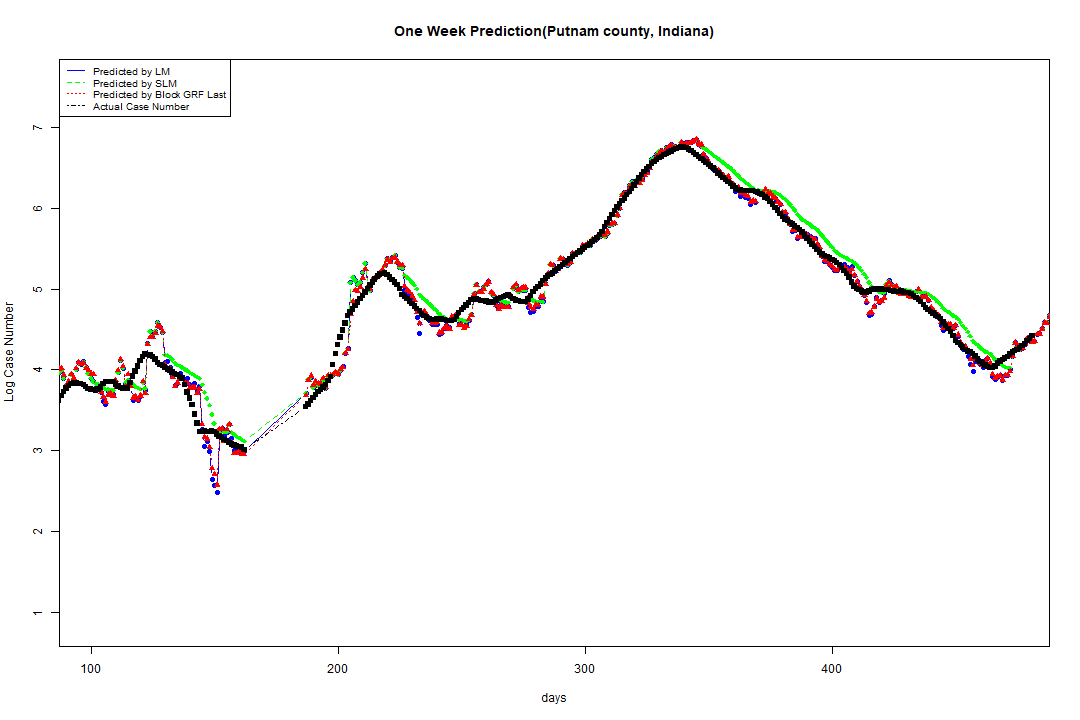 One Week Prediction(Putnam county, Indiana)
Predicted by LM
Predicted by SLM
Predicted by Block GRF Last
Actual Case Number
7
6
5
4
3
2
1
Log Case Number
100 200 300 400
days